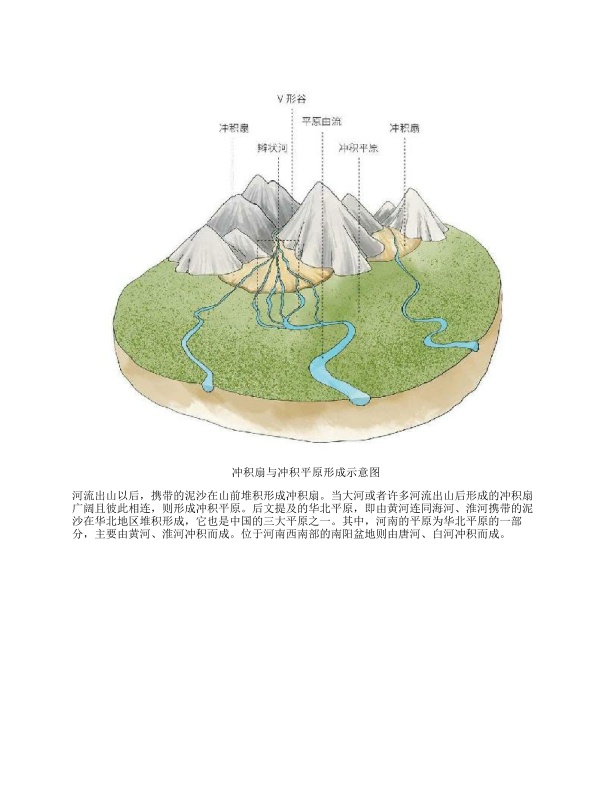 V形谷
平原曲流
冲积扇
冲积扇
辫状河
冲积平原
冲积扇与冲积平原形成示意图
河流出山以后，携带的泥沙在山前堆积形成冲积扇。当大河或者许多河流出山后形成的冲积扇
广阔且彼此相连，则形成冲积平原。后文提及的华北平原，即由黄河连同海河、淮河携带的泥
沙在华北地区堆积形成，它也是中国的三大平原之一。其中，河南的平原为华北平原的一部
分，主要由黄河、淮河冲积而成。位于河南西南部的南阳盆地则由唐河、白河冲积而成。